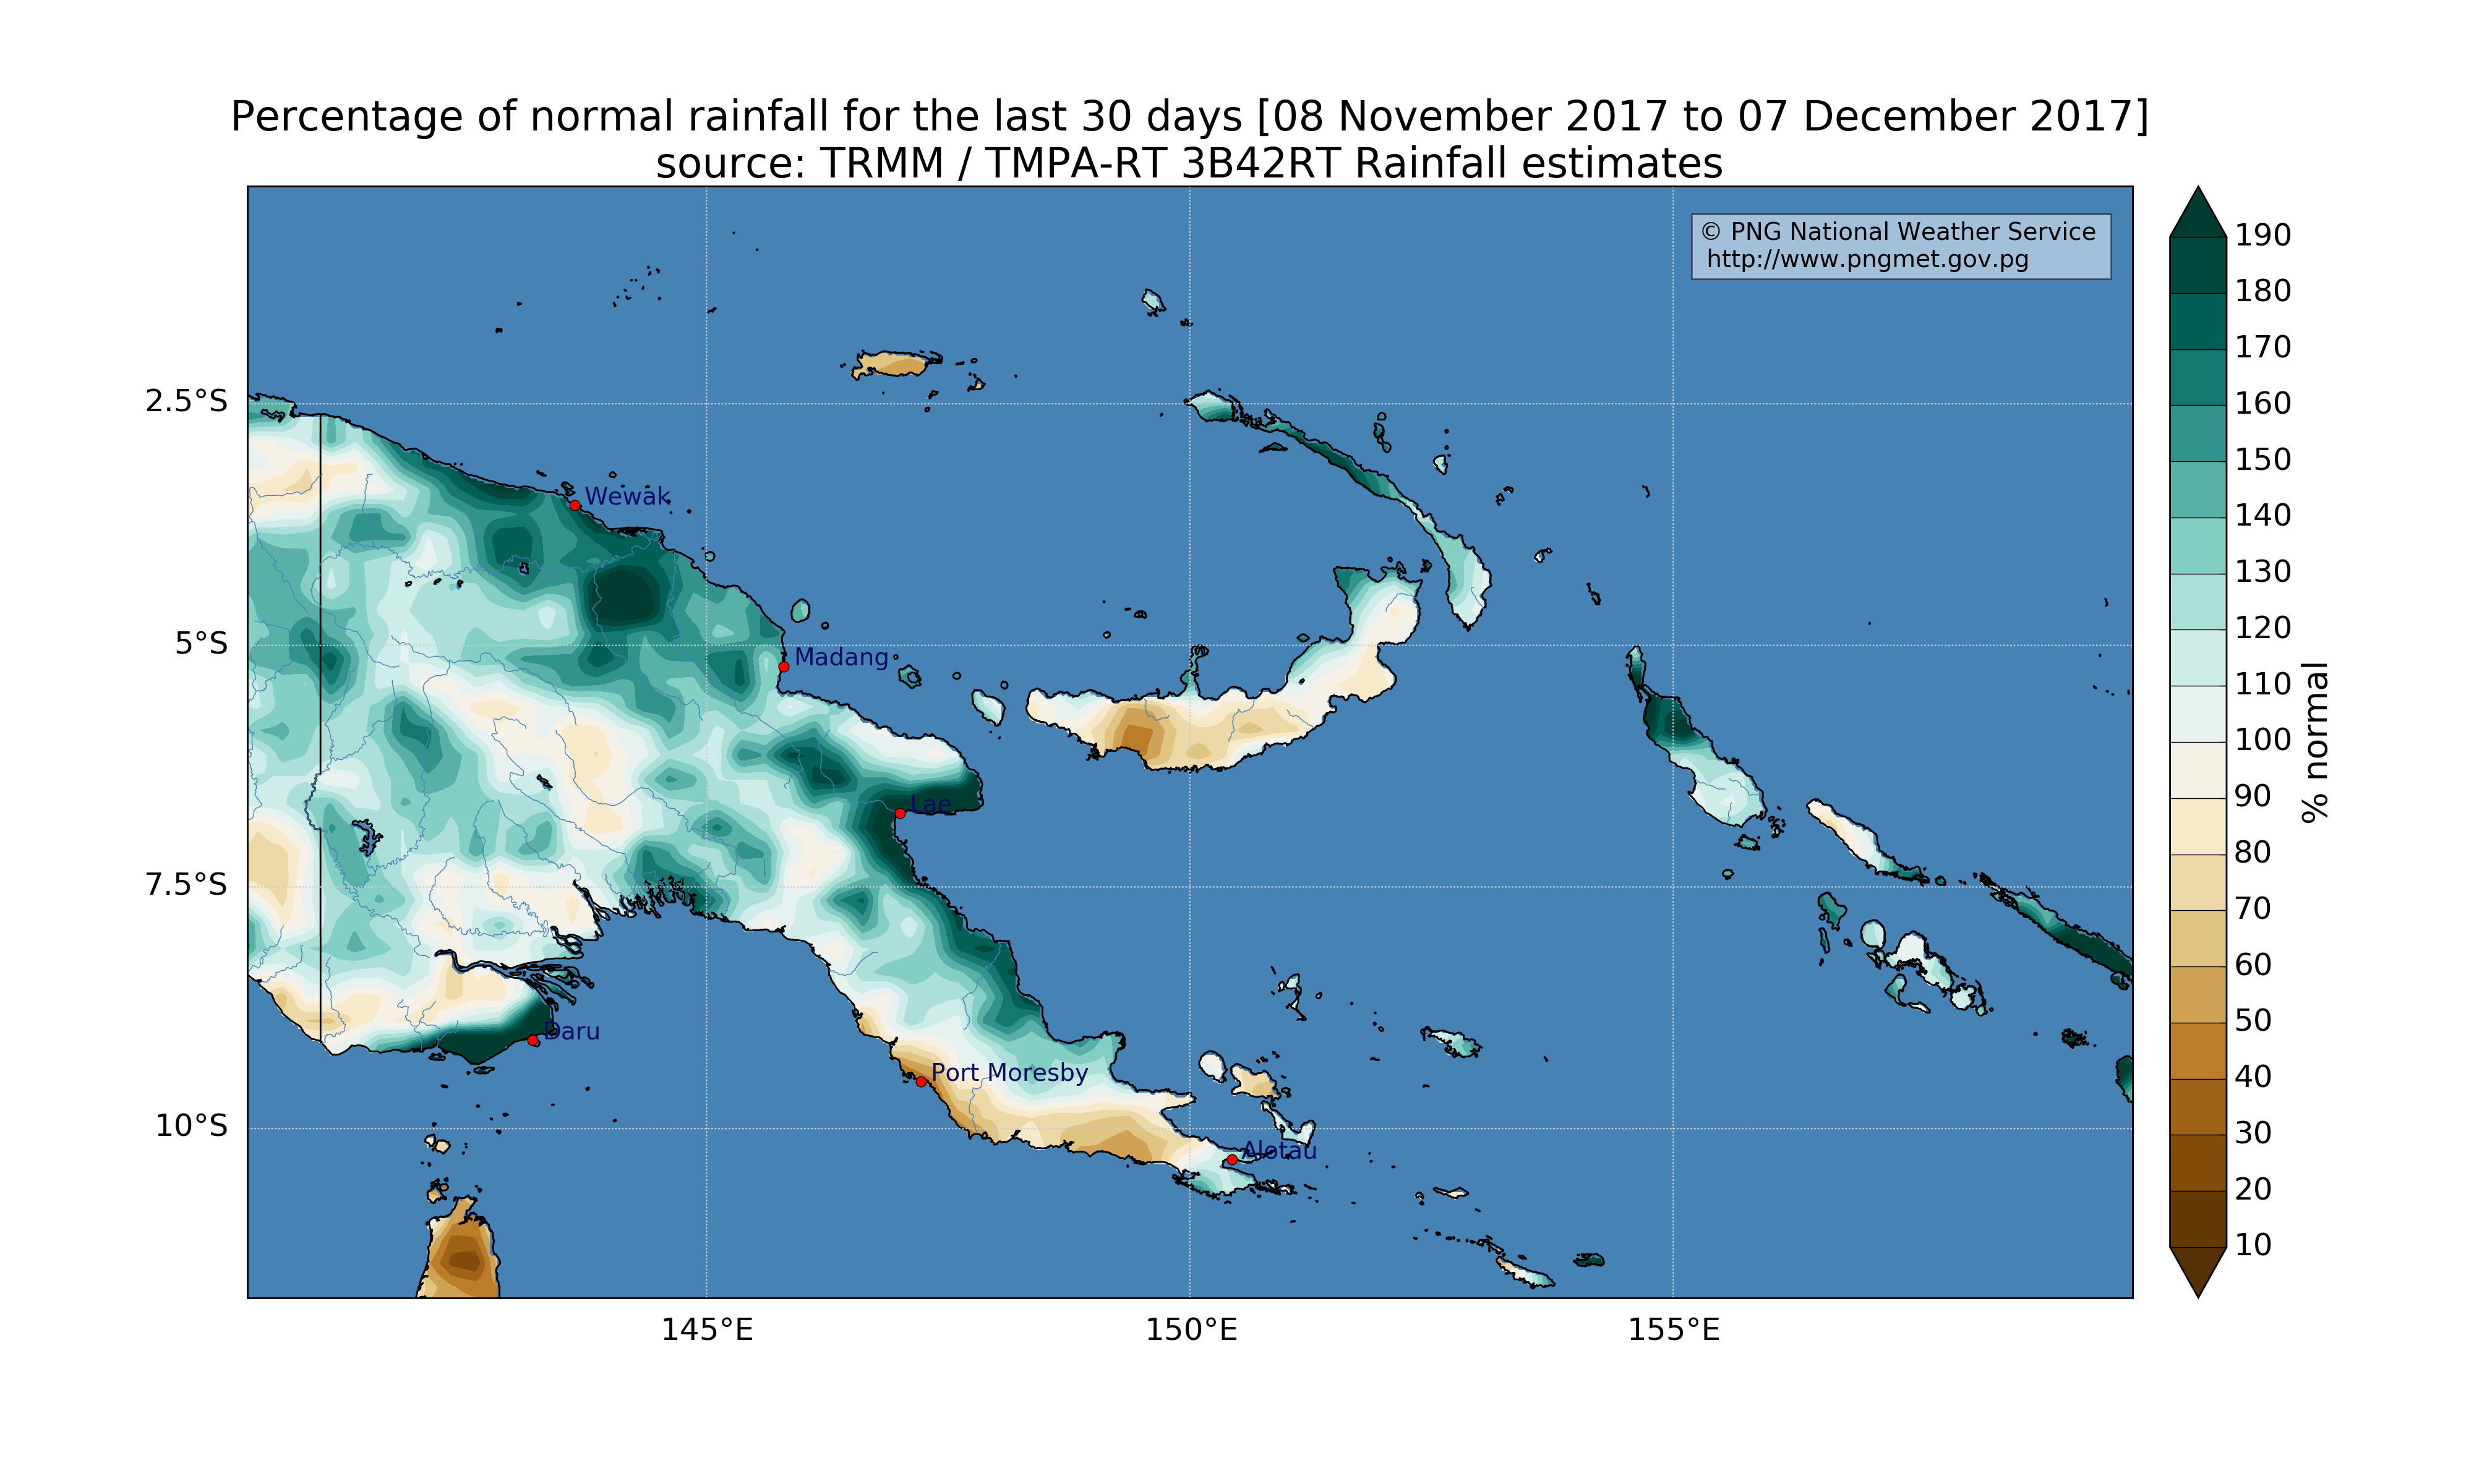 Percentage of normal rainfall for the last 30 days [08 November 2017 to 07 December 2017]
source: TRMM / TMPA-RT 3B42RT Rainfall estimates
© PNG National Weather Service
http://www.pngmet.gov.pg
190
180
170
160
150
140
130
120
110
100
90
80
70
60
50
40
30
20
10
% normal
2.5°S
5°S
7.5°S
10°S
Wewak
Madang
Lae
Daru
Port Moresby
Alotau
145°E
150°E
155°E